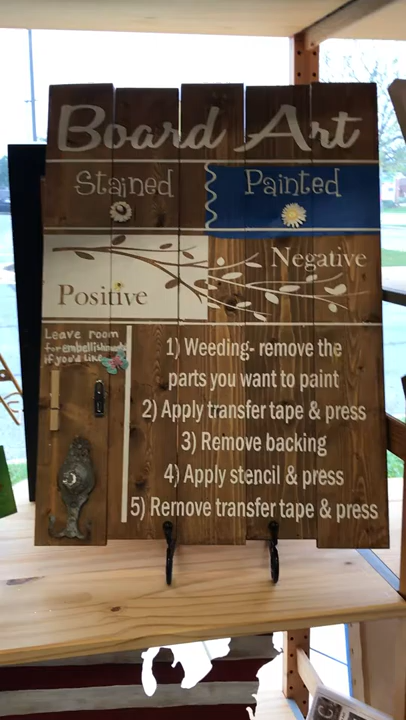 Board Art
Stained Painted
Negative
Positive
Leave room
for embellishments
if you'd like
1) Weeding- remove the
parts you want to paint
2) Apply transfer tape & press
3) Remove backing
4) Apply stencil & press
5) Remove transfer tape & press